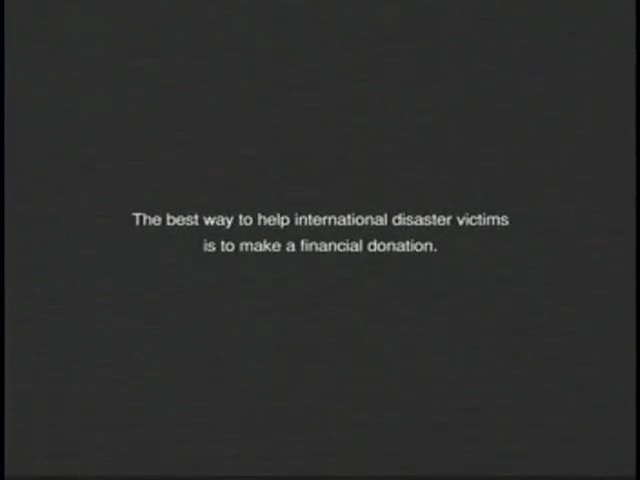 The best way to help international disaster victims
is to make a financial donation.